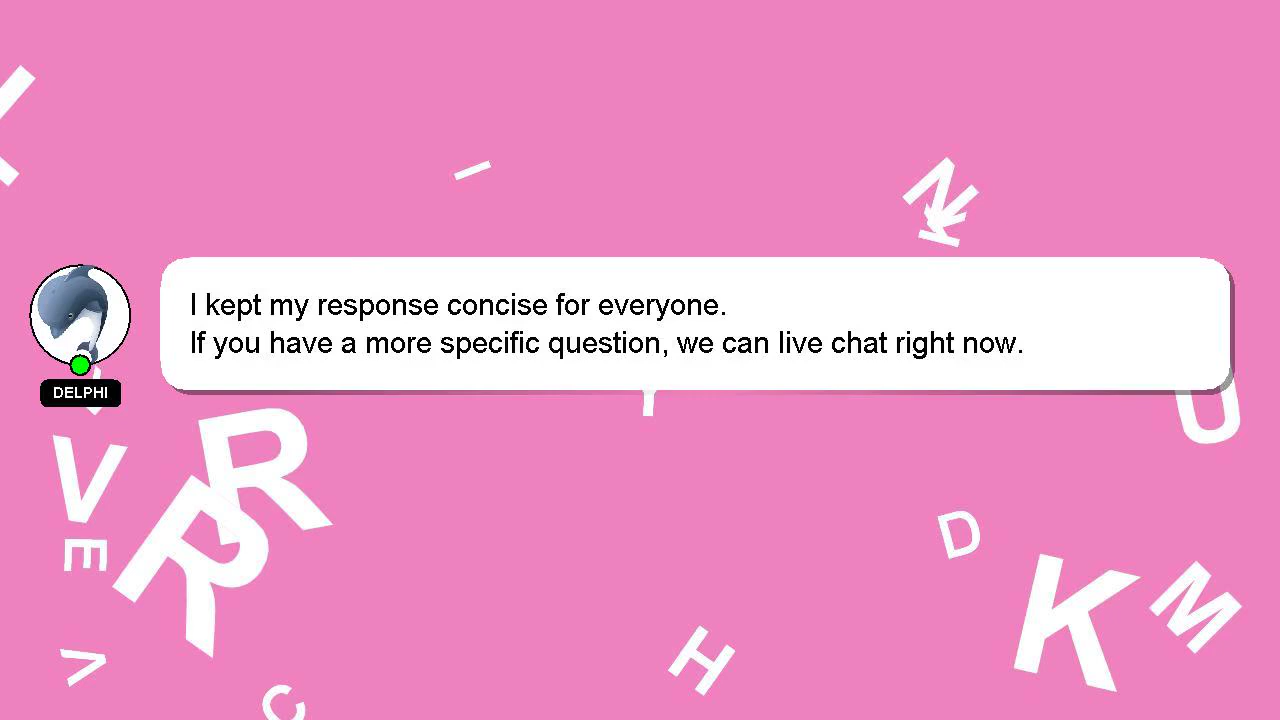 I
N
K
I kept my response concise for everyone.
If you have a more specific question, we can live chat right now.
DELPHI
Y
U
V
R
R
E
D
K
M
V
H
C